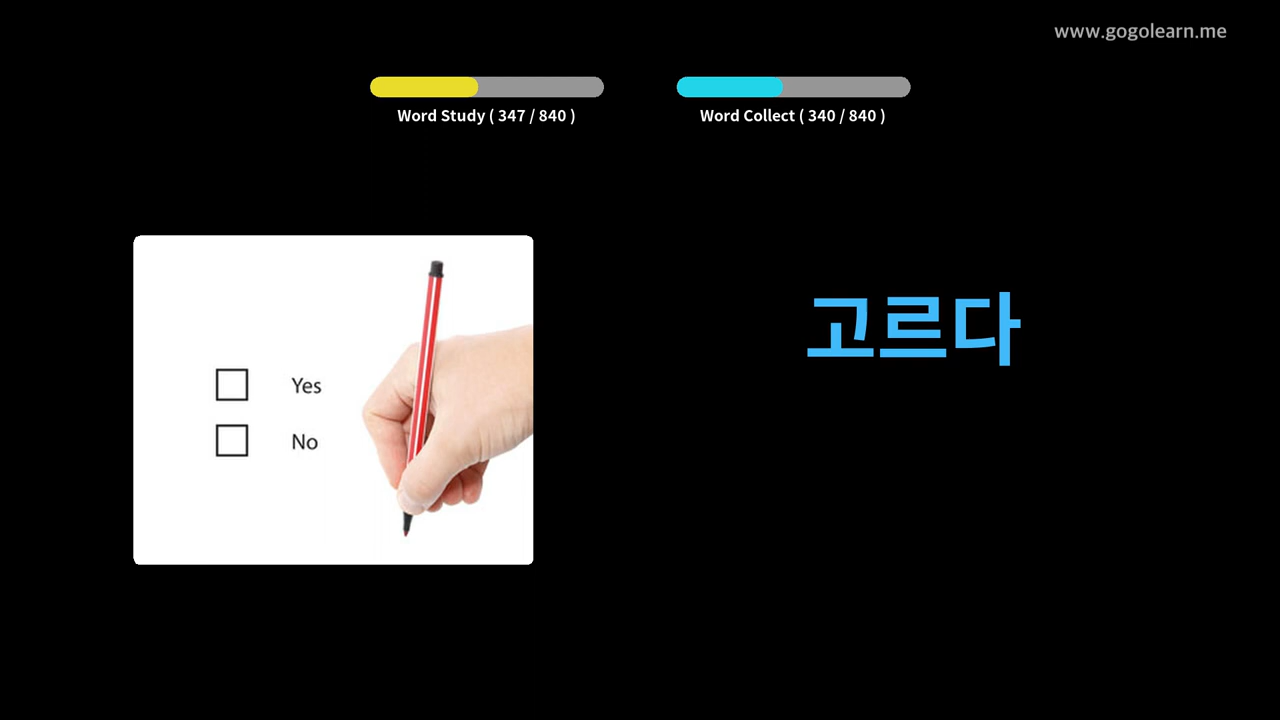 www.gogolearn.me
Word Study ( 347 / 840 )
Word Collect ( 340 / 840 )
고르다
Yes
No